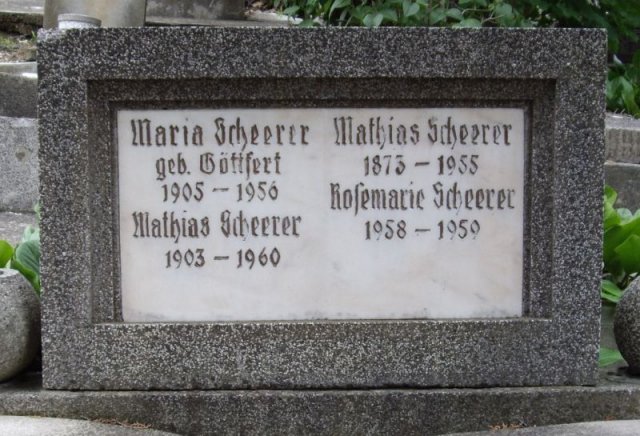 Maria Scheerer
geb. Göttfert
1905 – 1956
Mathias Scheerer
1903 – 1960
Mathias Scheerer
1873 – 1955
Rosemarie Scheerer
1958 – 1959